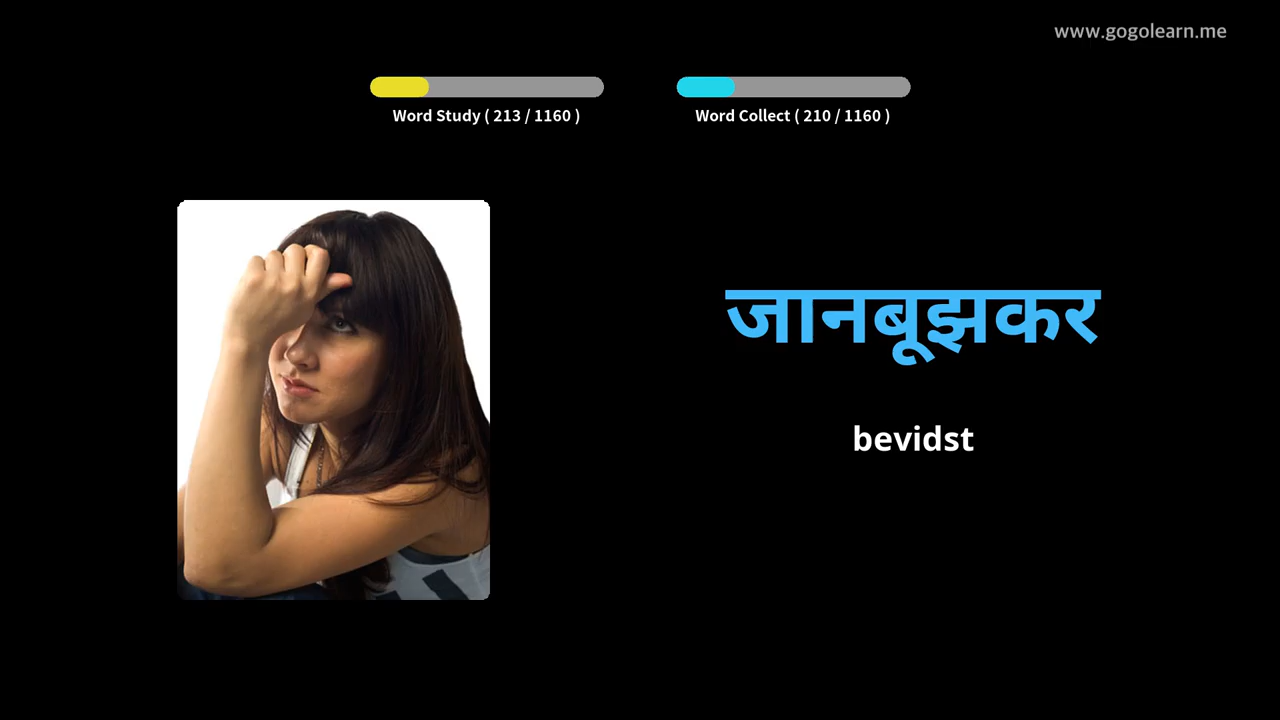 www.gogolearn.me
Word Study ( 213 / 1160 )
Word Collect ( 210 / 1160 )
जानबूझकर
bevidst